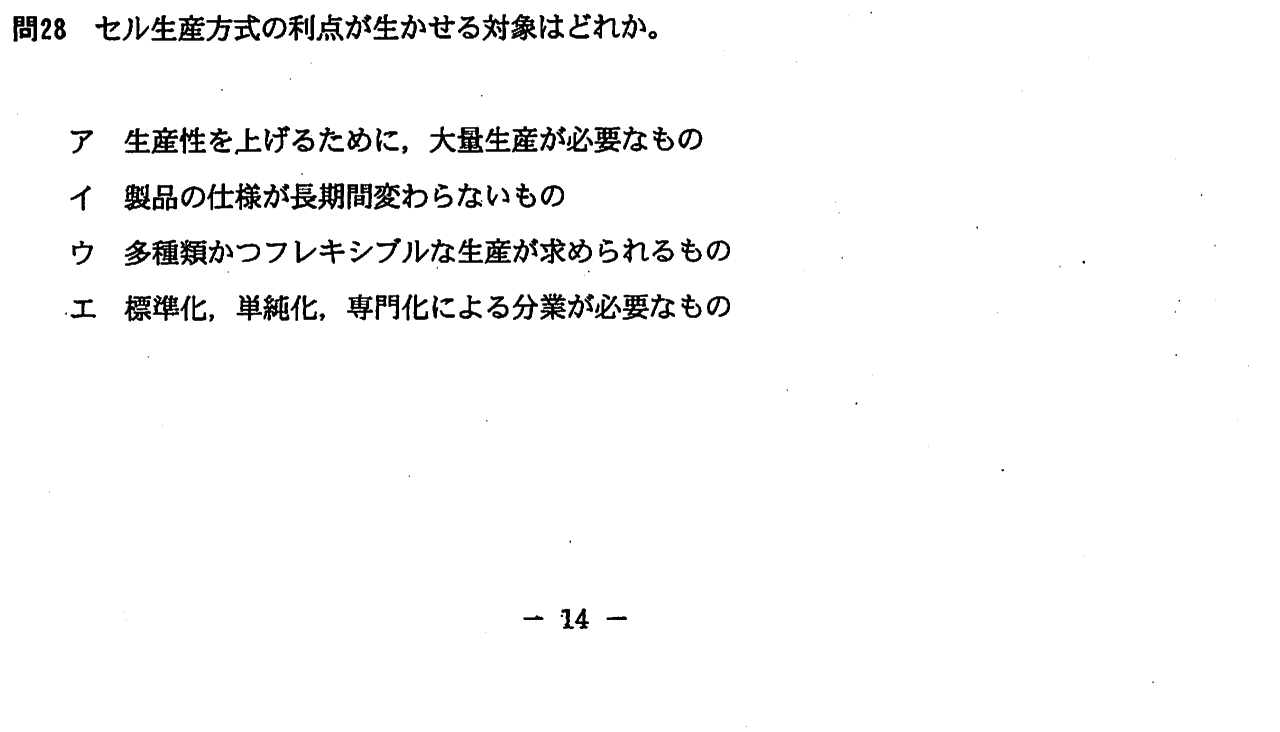 問28 セル生産方式の利点が生かせる対象はどれか。
ア 生産性を上げるために，大量生産が必要なもの
イ 製品の仕様が長期間変わらないもの
ウ 多種類かつフレキシブルな生産が求められるもの
エ 標準化，単純化，専門化による分業が必要なもの
－ 14 －